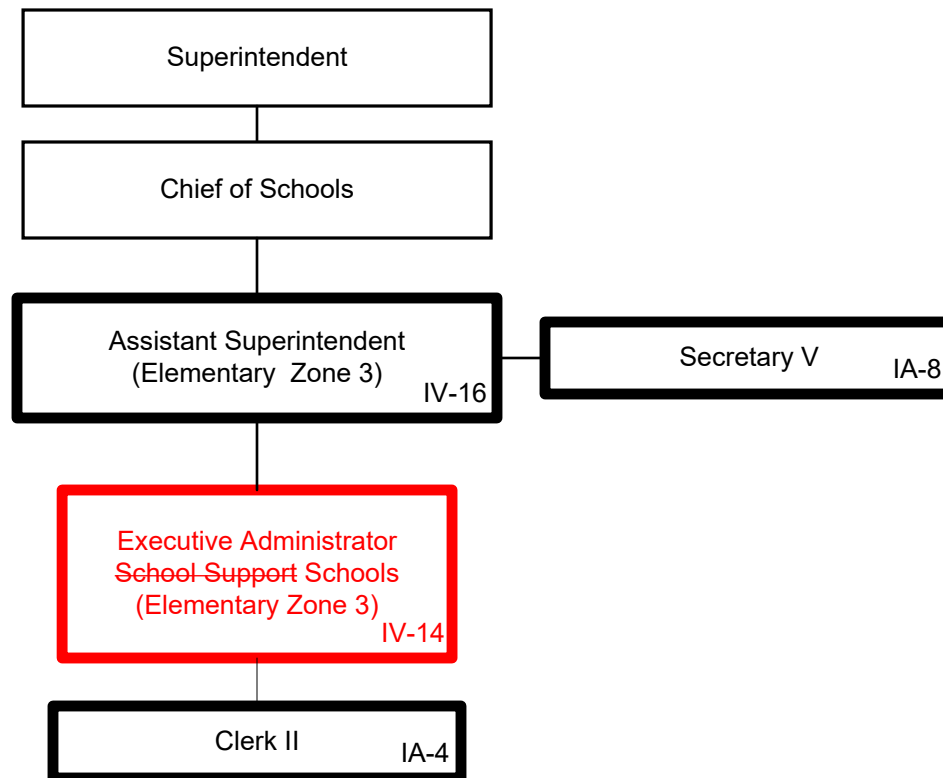 Superintendent
Chief of Schools
Assistant Superintendent
(Elementary Zone 3)
IV-16
Secretary V
IA-8
Executive Administrator
School Support Schools
(Elementary Zone 3)
IV-14
Clerk II
IA-4